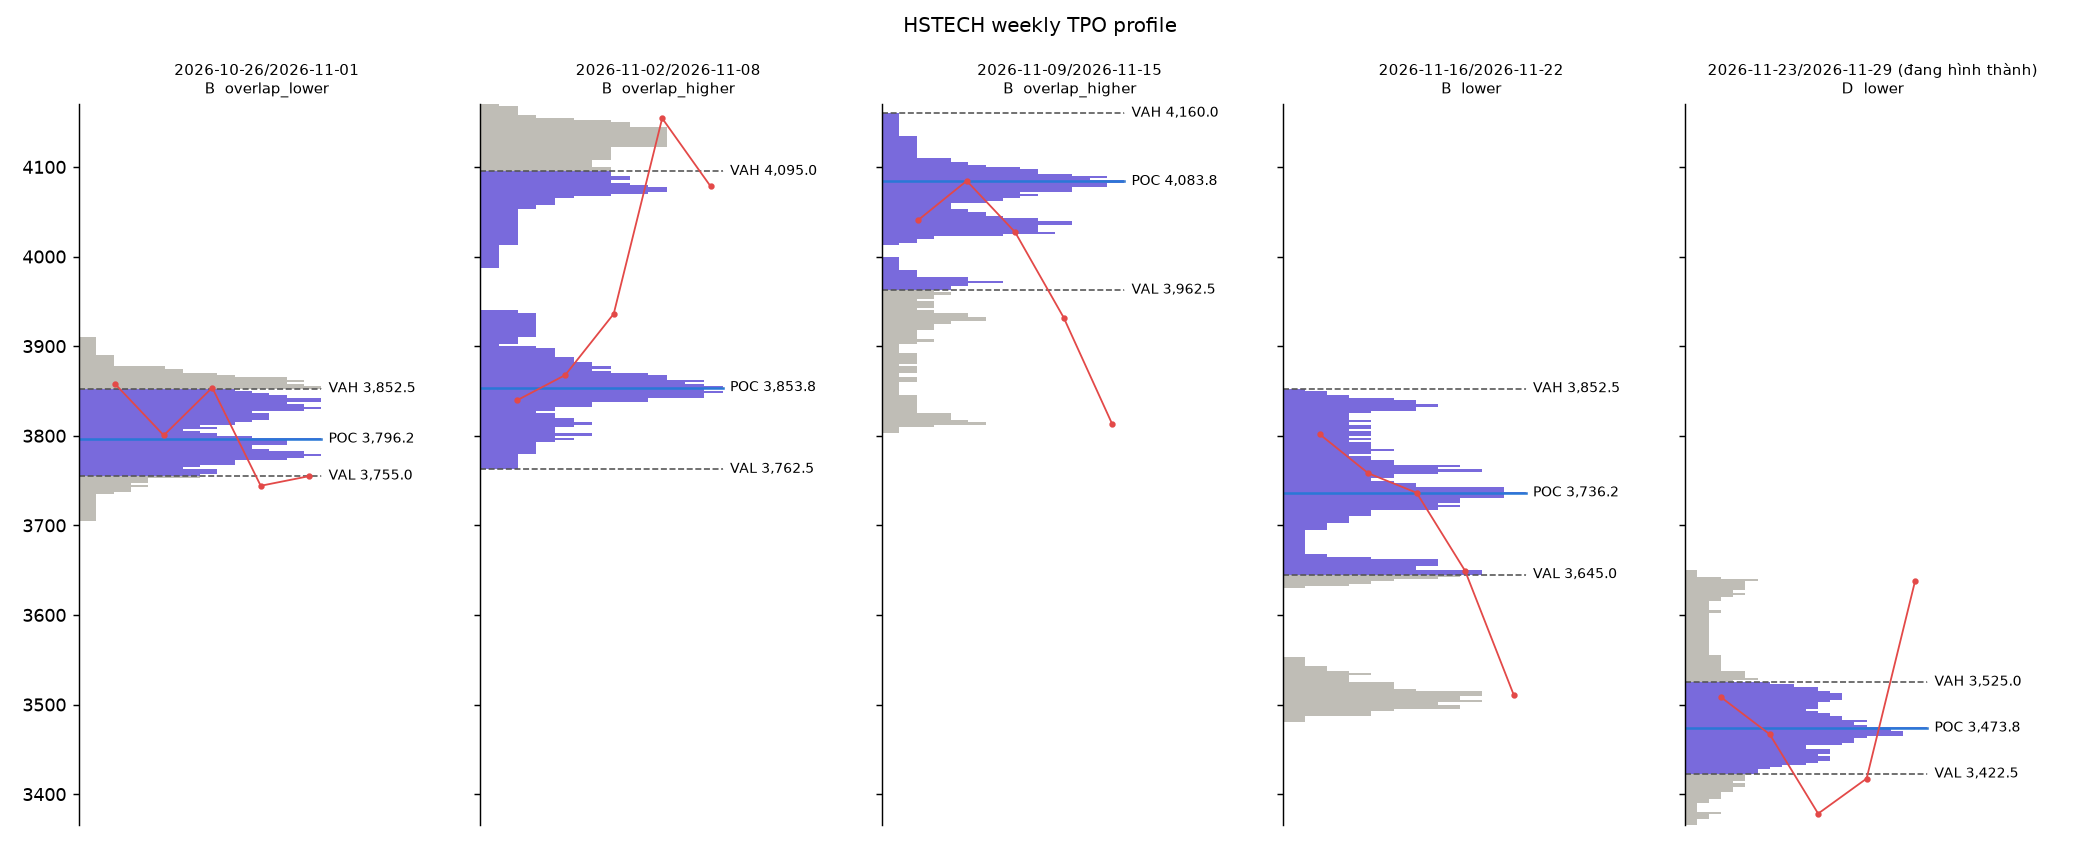 HSTECH weekly TPO profile
2026-10-26/2026-11-01
B  overlap_lower
2026-11-02/2026-11-08
B  overlap_higher
2026-11-09/2026-11-15
B  overlap_higher
2026-11-16/2026-11-22
B  lower
2026-11-23/2026-11-29 (đang hình thành)
D  lower
4100
4000
3900
3800
3700
3600
3500
3400
VAH 3,852.5
POC 3,796.2
VAL 3,755.0
VAH 4,095.0
POC 3,853.8
VAL 3,762.5
VAH 4,160.0
POC 4,083.8
VAL 3,962.5
VAH 3,852.5
POC 3,736.2
VAL 3,645.0
VAH 3,525.0
POC 3,473.8
VAL 3,422.5